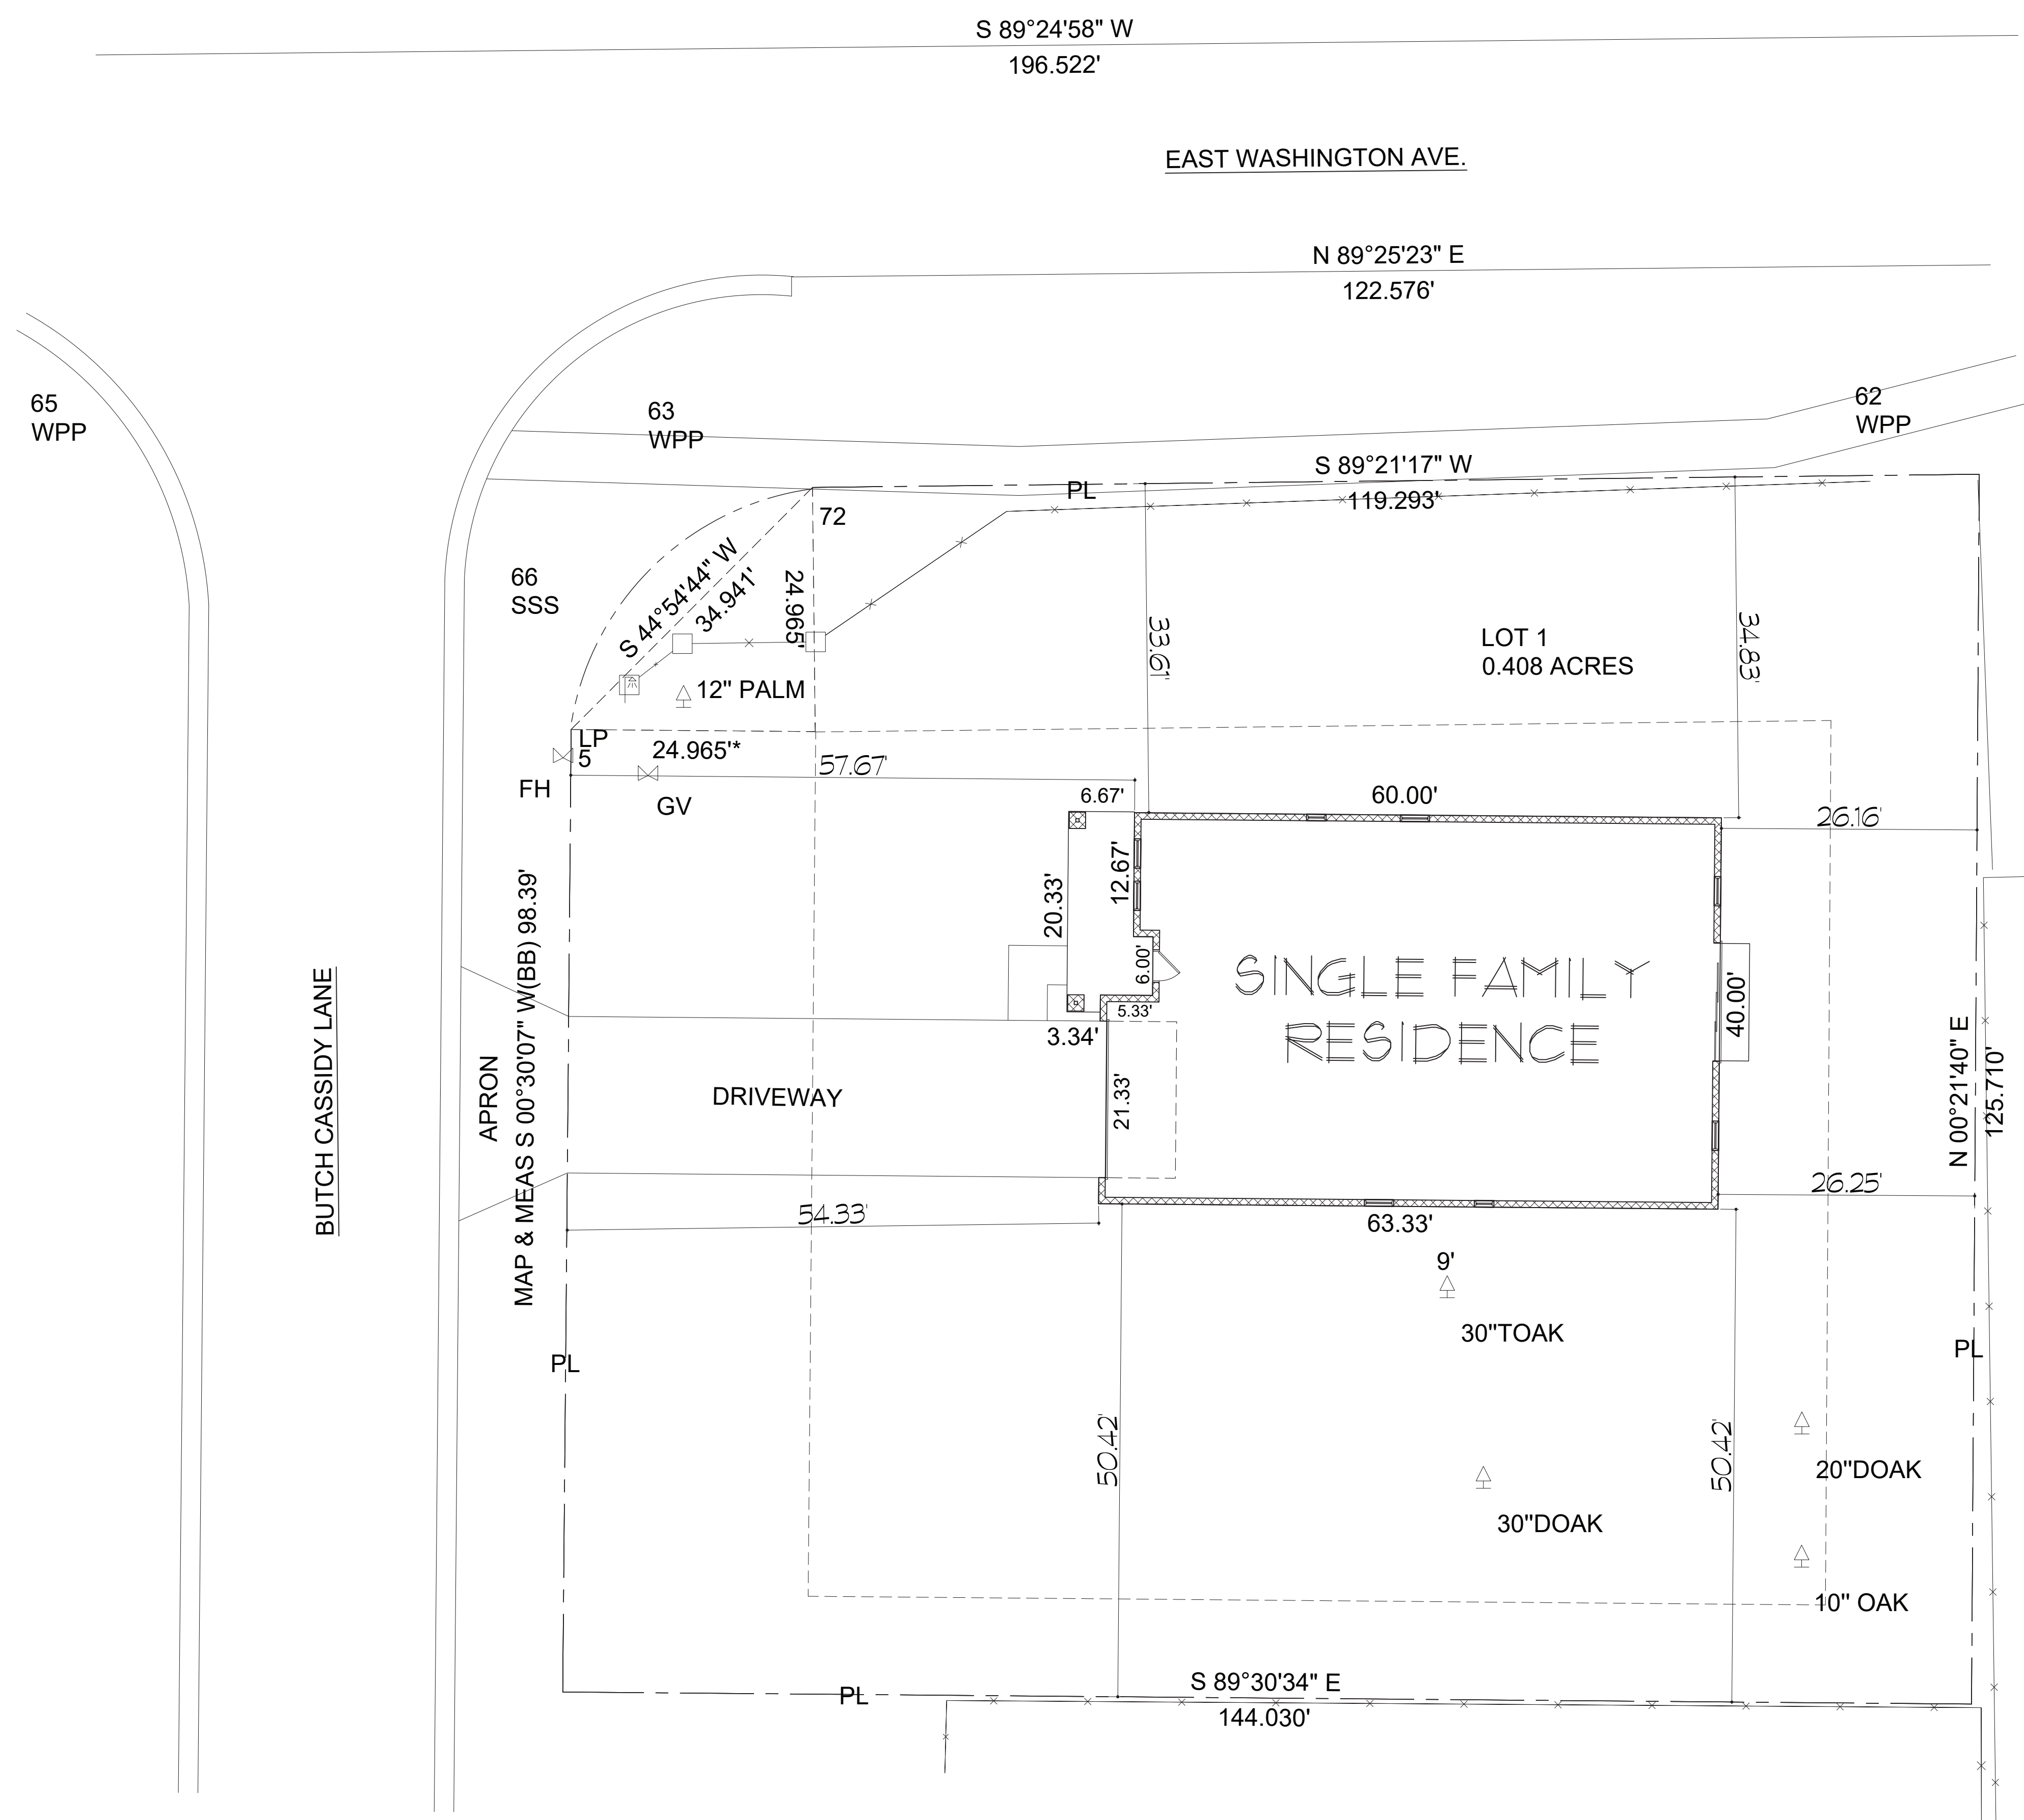 S 89°24'58" W
196.522'
EAST WASHINGTON AVE.
N 89°25'23" E
122.576'
65
WPP
63
WPP
62
WPP
S 89°21'17" W
119.293'
PL
72
S 44°54'44" W
34.941'
24.965'
66
SSS
12" PALM
33.61'
LOT 1
0.408 ACRES
34.83'
LP
5
24.965'*
57.67'
FH
GV
6.67'
60.00'
26.16'
12.67'
20.33'
6.00'
5.33'
3.34'
SINGLE FAMILY
RESIDENCE
40.00'
BUTCH CASSIDY LANE
APRON
MAP & MEAS S 00°30'07" W(BB) 98.39'
DRIVEWAY
21.33'
N 00°21'40" E
125.710'
26.25'
54.33'
63.33'
9'
30"TOAK
PL
PL
50.42'
50.42'
20"DOAK
30"DOAK
10" OAK
PL
S 89°30'34" E
144.030'